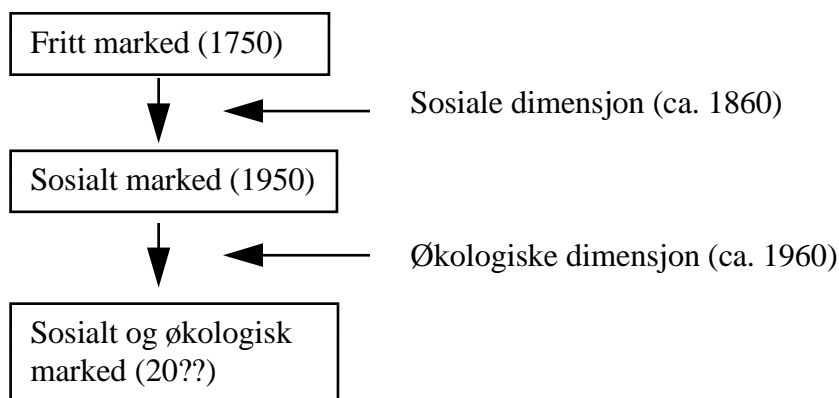 Fritt marked (1750)
Sosiale dimensjon (ca. 1860)
Sosialt marked (1950)
Økologiske dimensjon (ca. 1960)
Sosialt og økologisk
marked (20??)